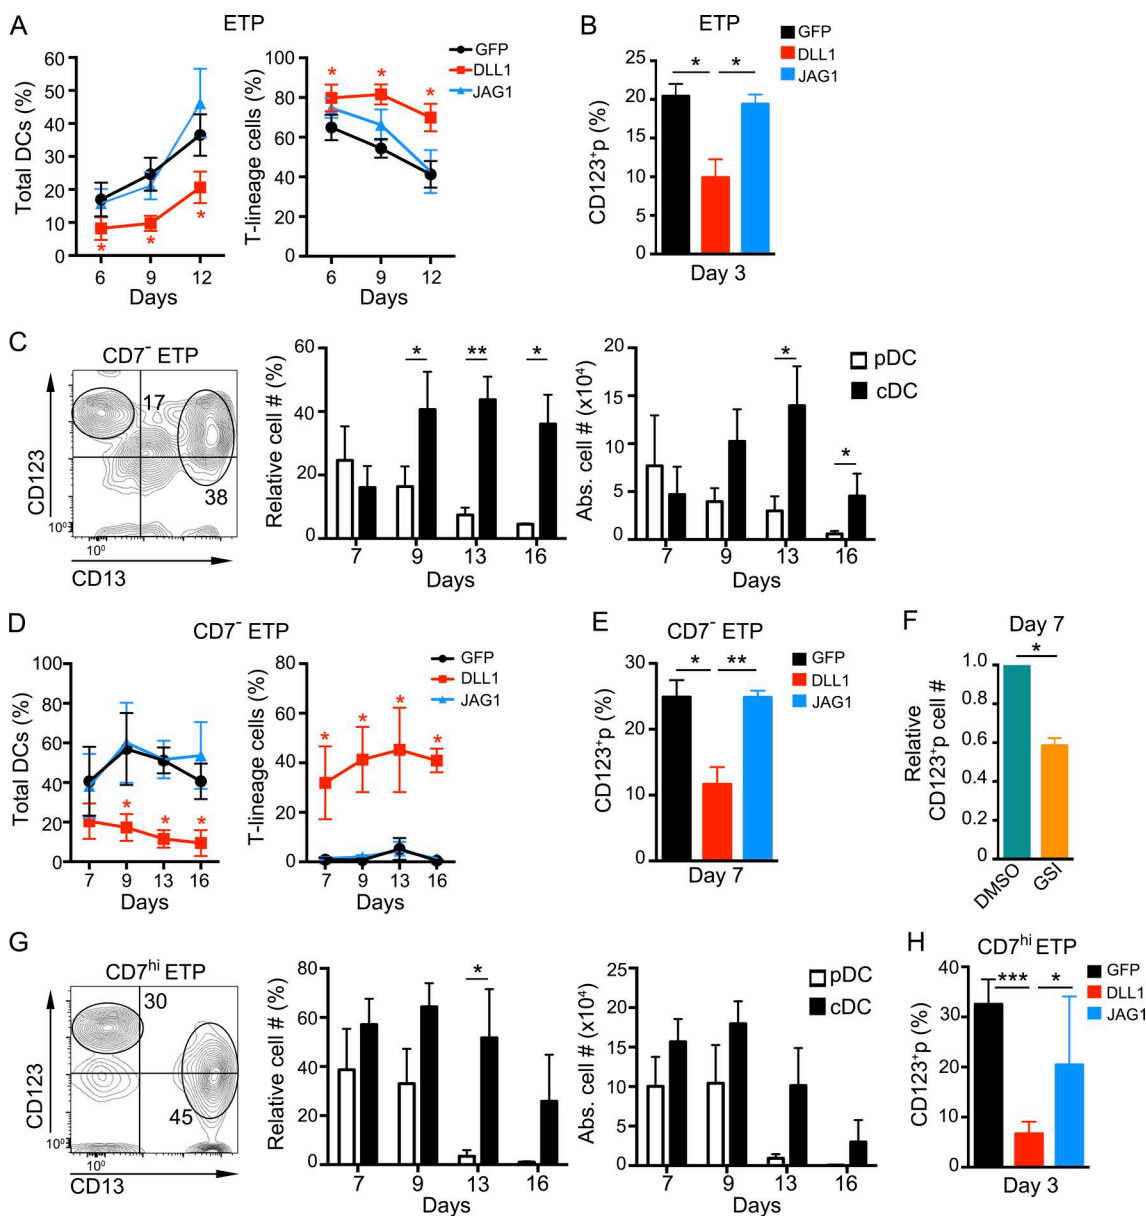 A
ETP
Total DCs (%)
60
50
40
30
20
10
0
6 9 12
Days
T-lineage cells (%)
100
80
60
40
20
0
6 9 12
Days
GFP
DLL1
JAG1
* * *
* * *
B
ETP
GFP
DLL1
JAG1
CD123⁺p (%)
25
20
15
10
5
0
* *
Day 3
C
CD7⁻ ETP
17
38
CD123
10⁰
10⁰
CD13
Relative cell # (%)
60
40
20
0
* ** *
7 9 13 16
Days
Abs. cell # (x10⁴)
20
15
10
5
0
* *
7 9 13 16
Days
pDC
cDC
D
CD7⁻ ETP
Total DCs (%)
100
80
60
40
20
0
* * *
7 9 13 16
Days
T-lineage cells (%)
80
60
40
20
0
* * * *
7 9 13 16
Days
GFP
DLL1
JAG1
E
CD7⁻ ETP
GFP
DLL1
JAG1
CD123⁺p (%)
30
20
10
0
* **
Day 7
F
Day 7
*
Relative
CD123⁺p cell #
1.0
0.8
0.6
0.4
0.2
0
DMSO
GSI
G
CD7ʰⁱ ETP
30
45
CD123
10⁰
10⁰
CD13
Relative cell # (%)
80
60
40
20
0
*
7 9 13 16
Days
Abs. cell # (x10⁴)
25
20
15
10
5
0
7 9 13 16
Days
pDC
cDC
H
CD7ʰⁱ ETP
GFP
DLL1
JAG1
CD123⁺p (%)
40
30
20
10
0
*** *
Day 3